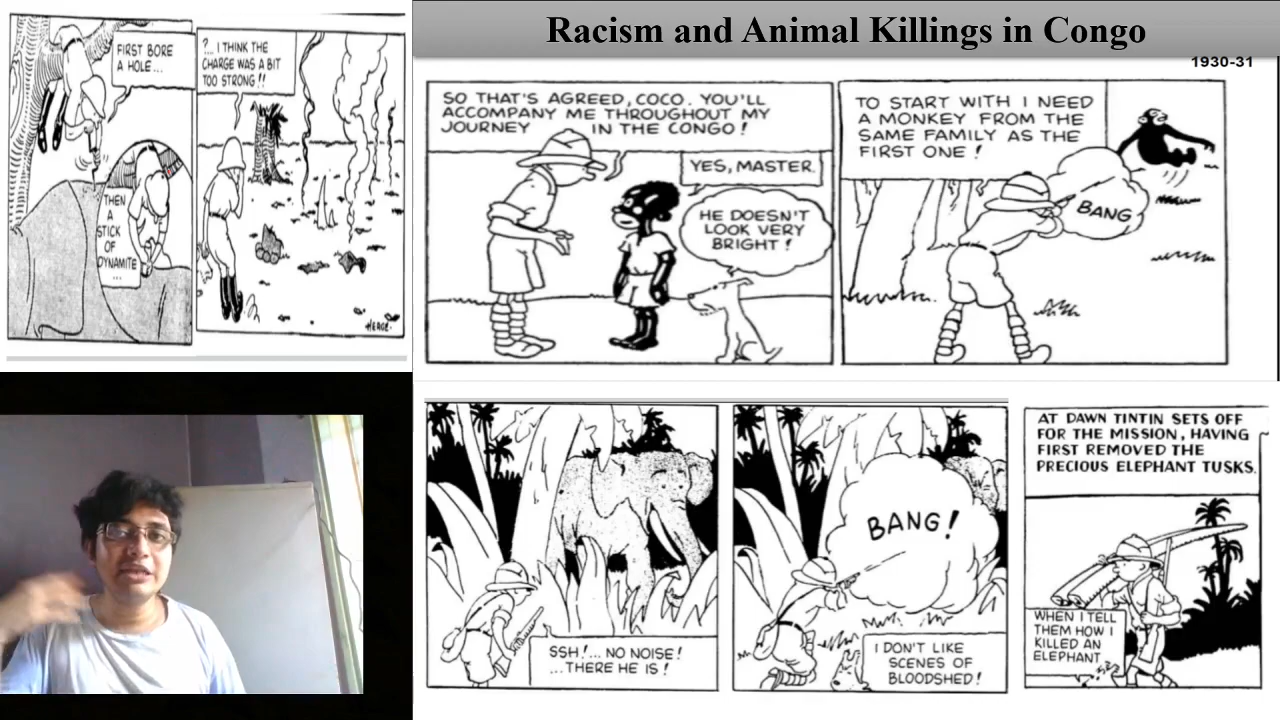 Racism and Animal Killings in Congo
1930-31
FIRST BORE
A HOLE...
THEN
A
STICK
OF
DYNAMITE
...
?... I THINK THE
CHARGE WAS A BIT
TOO STRONG!!
HERGÉ.
SO THAT'S AGREED, COCO. YOU'LL
ACCOMPANY ME THROUGHOUT MY
JOURNEY IN THE CONGO!
YES, MASTER.
HE DOESN'T
LOOK VERY
BRIGHT!
TO START WITH I NEED
A MONKEY FROM THE
SAME FAMILY AS THE
FIRST ONE!
BANG
SSH!... NO NOISE!
...THERE HE IS!
BANG!
I DON'T LIKE
SCENES OF
BLOODSHED!
AT DAWN TINTIN SETS OFF
FOR THE MISSION, HAVING
FIRST REMOVED THE
PRECIOUS ELEPHANT TUSKS.
WHEN I TELL
THEM HOW I
KILLED AN
ELEPHANT...